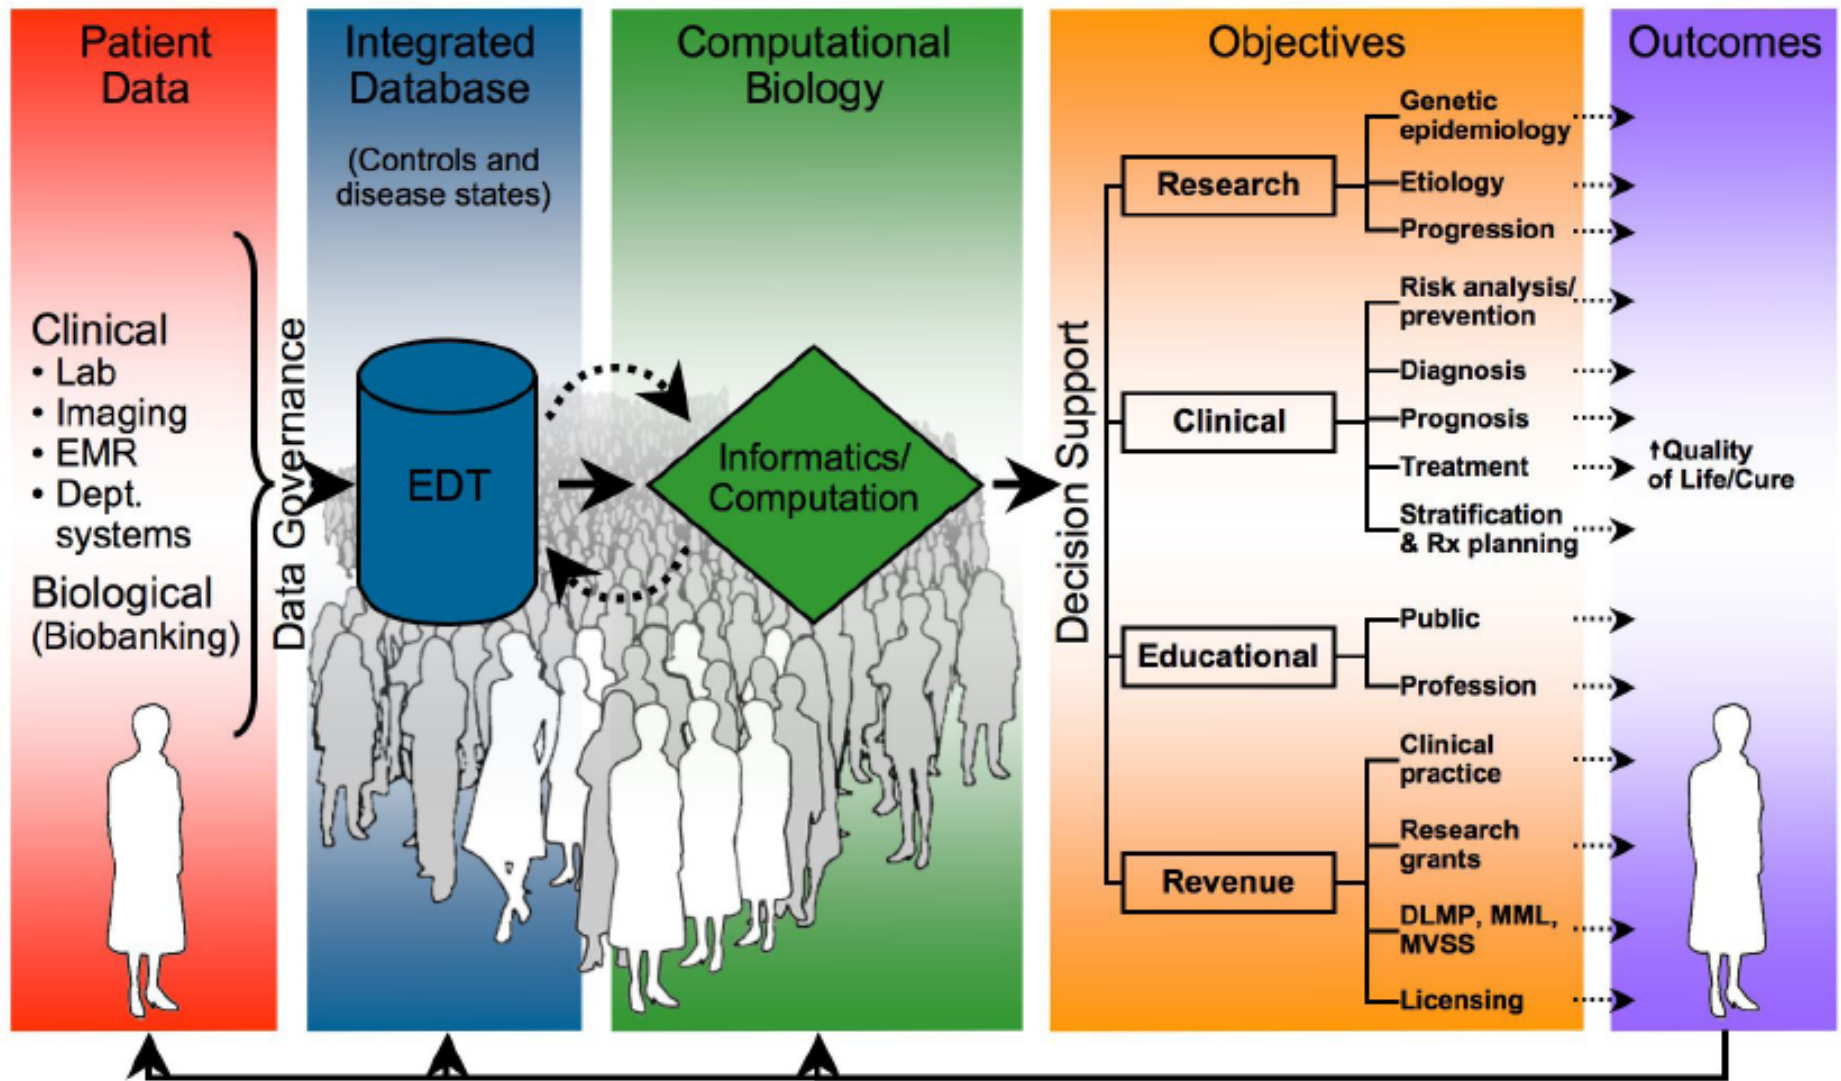 Patient
Data
Clinical
• Lab
• Imaging
• EMR
• Dept.
systems
Biological
(Biobanking)
Data Governance
Integrated
Database
(Controls and
disease states)
EDT
Computational
Biology
Informatics/
Computation
Decision Support
Objectives
Research
Genetic
epidemiology
Etiology
Progression
Clinical
Risk analysis/
prevention
Diagnosis
Prognosis
Treatment
Stratification
& Rx planning
Educational
Public
Profession
Revenue
Clinical
practice
Research
grants
DLMP, MML,
MVSS
Licensing
Outcomes
↑Quality
of Life/Cure